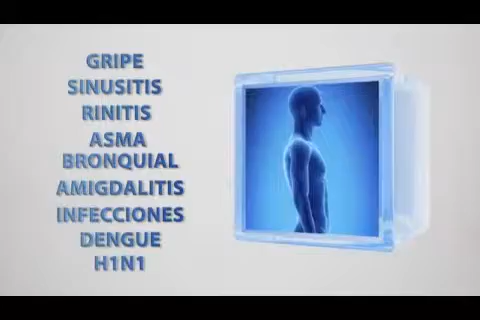 GRIPE
SINUSITIS
RINITIS
ASMA
BRONQUIAL
AMIGDALITIS
INFECCIONES
DENGUE
H1N1